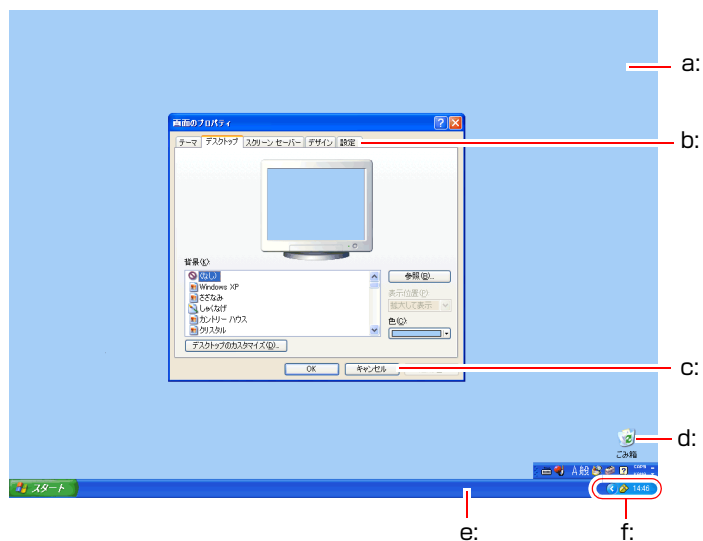 a:
画面のプロパティ
テーマ デスクトップ スクリーン セーバー デザイン 設定
b:
背景(K):
(なし)
Windows XP
さざなみ
しゃくなげ
カントリー ハウス
クリスタル
参照(B)...
表示位置(P):
拡大して表示
色(C):
デスクトップのカスタマイズ(D)...
OK キャンセル
c:
d:
ごみ箱
A 般
スタート
14:46
e:
f: